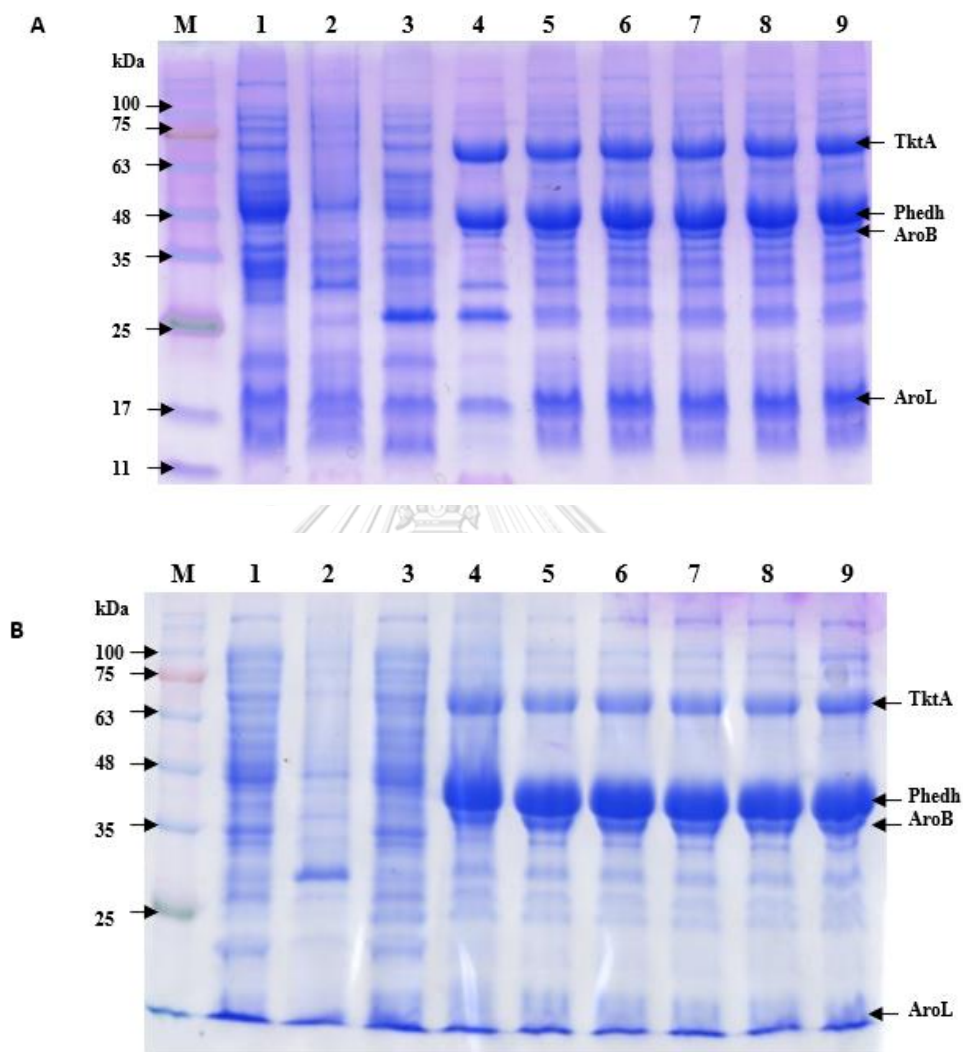 A
M 1 2 3 4 5 6 7 8 9
kDa
100
75
63
48
35
25
17
11
TktA
Phedh
AroB
AroL
B
M 1 2 3 4 5 6 7 8 9
kDa
100
75
63
48
35
25
TktA
Phedh
AroB
AroL